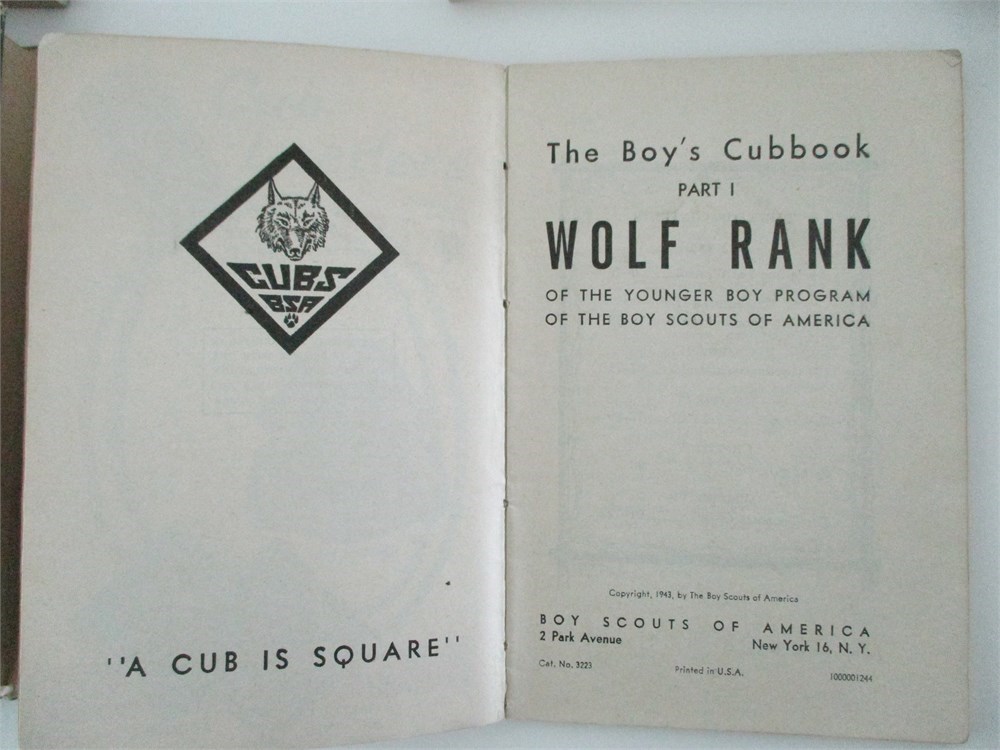 CUBS
BSA
"A CUB IS SQUARE"
The Boy's Cubbook
PART I
WOLF RANK
OF THE YOUNGER BOY PROGRAM
OF THE BOY SCOUTS OF AMERICA
Copyright, 1943, by The Boy Scouts of America
BOY SCOUTS OF AMERICA
2 Park Avenue New York 16, N. Y.
Cat. No. 3223 Printed in U.S.A. 1000001244